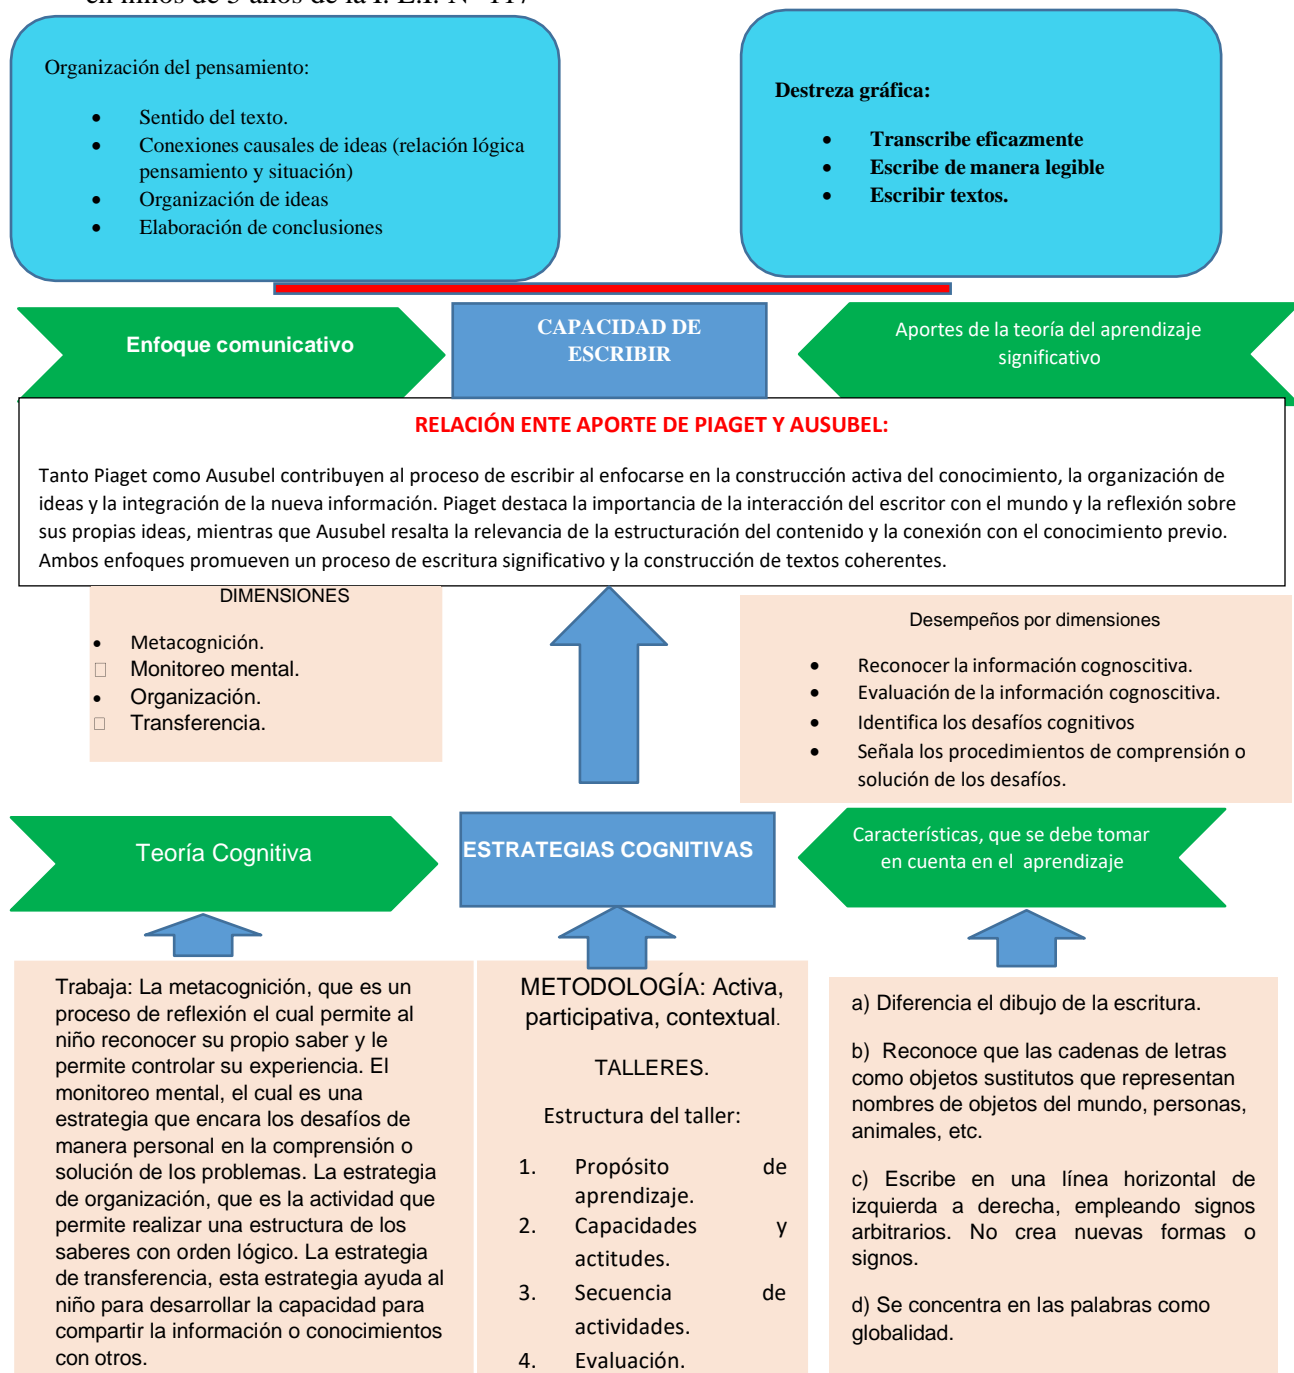 en niños de 5 años de la I. E.I. N° 117
Organización del pensamiento:
• Sentido del texto.
• Conexiones causales de ideas (relación lógica
pensamiento y situación)
• Organización de ideas
• Elaboración de conclusiones
Destreza gráfica:
• Transcribe eficazmente
• Escribe de manera legible
• Escribir textos.
Enfoque comunicativo
CAPACIDAD DE
ESCRIBIR
Aportes de la teoría del aprendizaje
significativo
RELACIÓN ENTE APORTE DE PIAGET Y AUSUBEL:
Tanto Piaget como Ausubel contribuyen al proceso de escribir al enfocarse en la construcción activa del conocimiento, la organización de
ideas y la integración de la nueva información. Piaget destaca la importancia de la interacción del escritor con el mundo y la reflexión sobre
sus propias ideas, mientras que Ausubel resalta la relevancia de la estructuración del contenido y la conexión con el conocimiento previo.
Ambos enfoques promueven un proceso de escritura significativo y la construcción de textos coherentes.
DIMENSIONES
• Metacognición.
□ Monitoreo mental.
• Organización.
□ Transferencia.
Desempeños por dimensiones
• Reconocer la información cognoscitiva.
• Evaluación de la información cognoscitiva.
• Identifica los desafíos cognitivos
• Señala los procedimientos de comprensión o
solución de los desafíos.
Teoría Cognitiva
ESTRATEGIAS COGNITIVAS
Características, que se debe tomar
en cuenta en el aprendizaje
Trabaja: La metacognición, que es un
proceso de reflexión el cual permite al
niño reconocer su propio saber y le
permite controlar su experiencia. El
monitoreo mental, el cual es una
estrategia que encara los desafíos de
manera personal en la comprensión o
solución de los problemas. La estrategia
de organización, que es la actividad que
permite realizar una estructura de los
saberes con orden lógico. La estrategia
de transferencia, esta estrategia ayuda al
niño para desarrollar la capacidad para
compartir la información o conocimientos
con otros.
METODOLOGÍA: Activa,
participativa, contextual.
TALLERES.
Estructura del taller:
1. Propósito de
aprendizaje.
2. Capacidades y
actitudes.
3. Secuencia de
actividades.
4. Evaluación.
a) Diferencia el dibujo de la escritura.
b) Reconoce que las cadenas de letras
como objetos sustitutos que representan
nombres de objetos del mundo, personas,
animales, etc.
c) Escribe en una línea horizontal de
izquierda a derecha, empleando signos
arbitrarios. No crea nuevas formas o
signos.
d) Se concentra en las palabras como
globalidad.